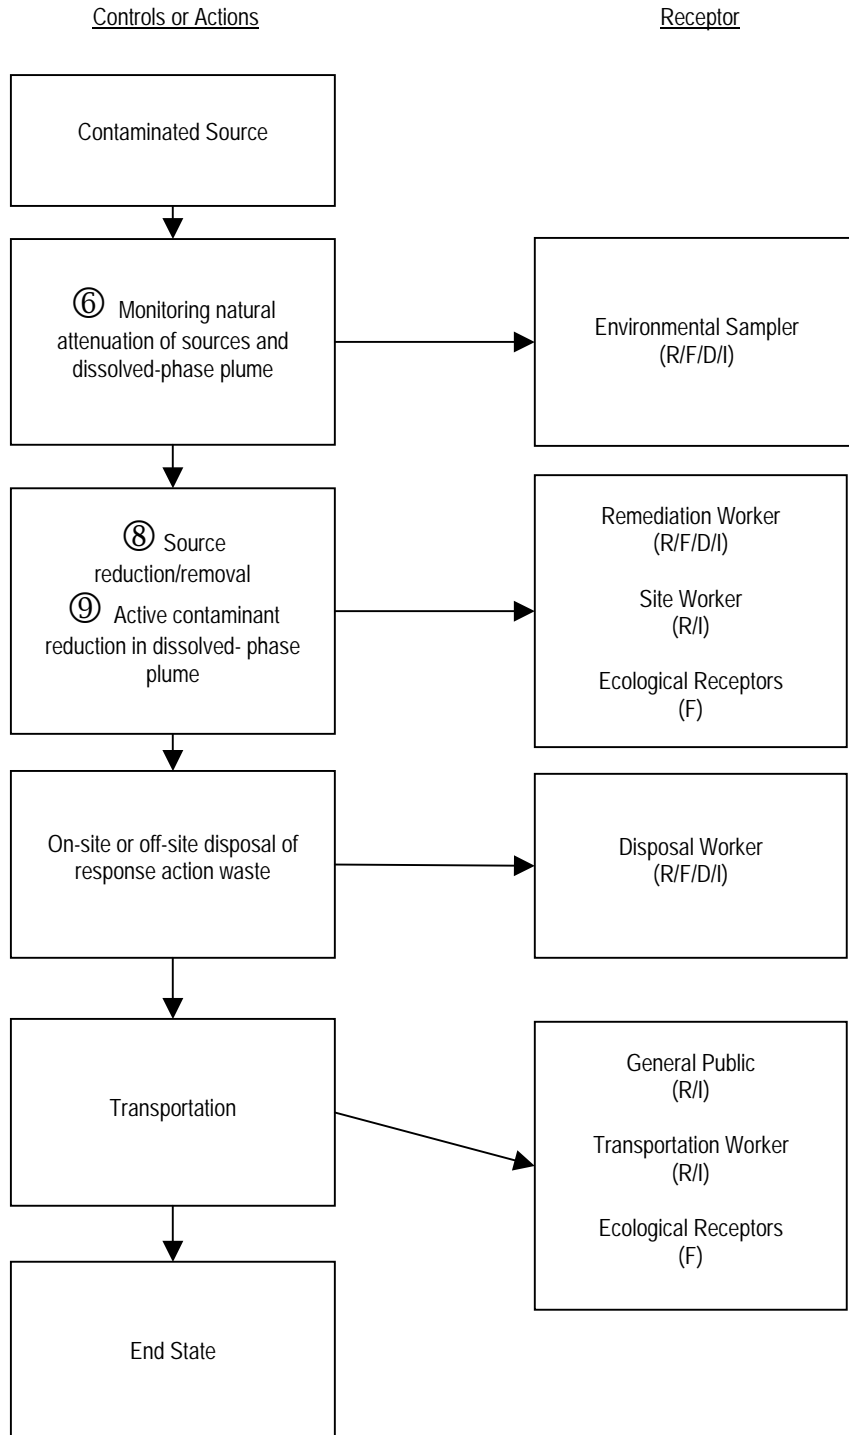 Controls or Actions
Receptor
Contaminated Source
⑥ Monitoring natural
attenuation of sources and
dissolved-phase plume
Environmental Sampler
(R/F/D/I)
⑧ Source
reduction/removal
⑨ Active contaminant
reduction in dissolved- phase
plume
Remediation Worker
(R/F/D/I)
Site Worker
(R/I)
Ecological Receptors
(F)
On-site or off-site disposal of
response action waste
Disposal Worker
(R/F/D/I)
Transportation
General Public
(R/I)
Transportation Worker
(R/I)
Ecological Receptors
(F)
End State